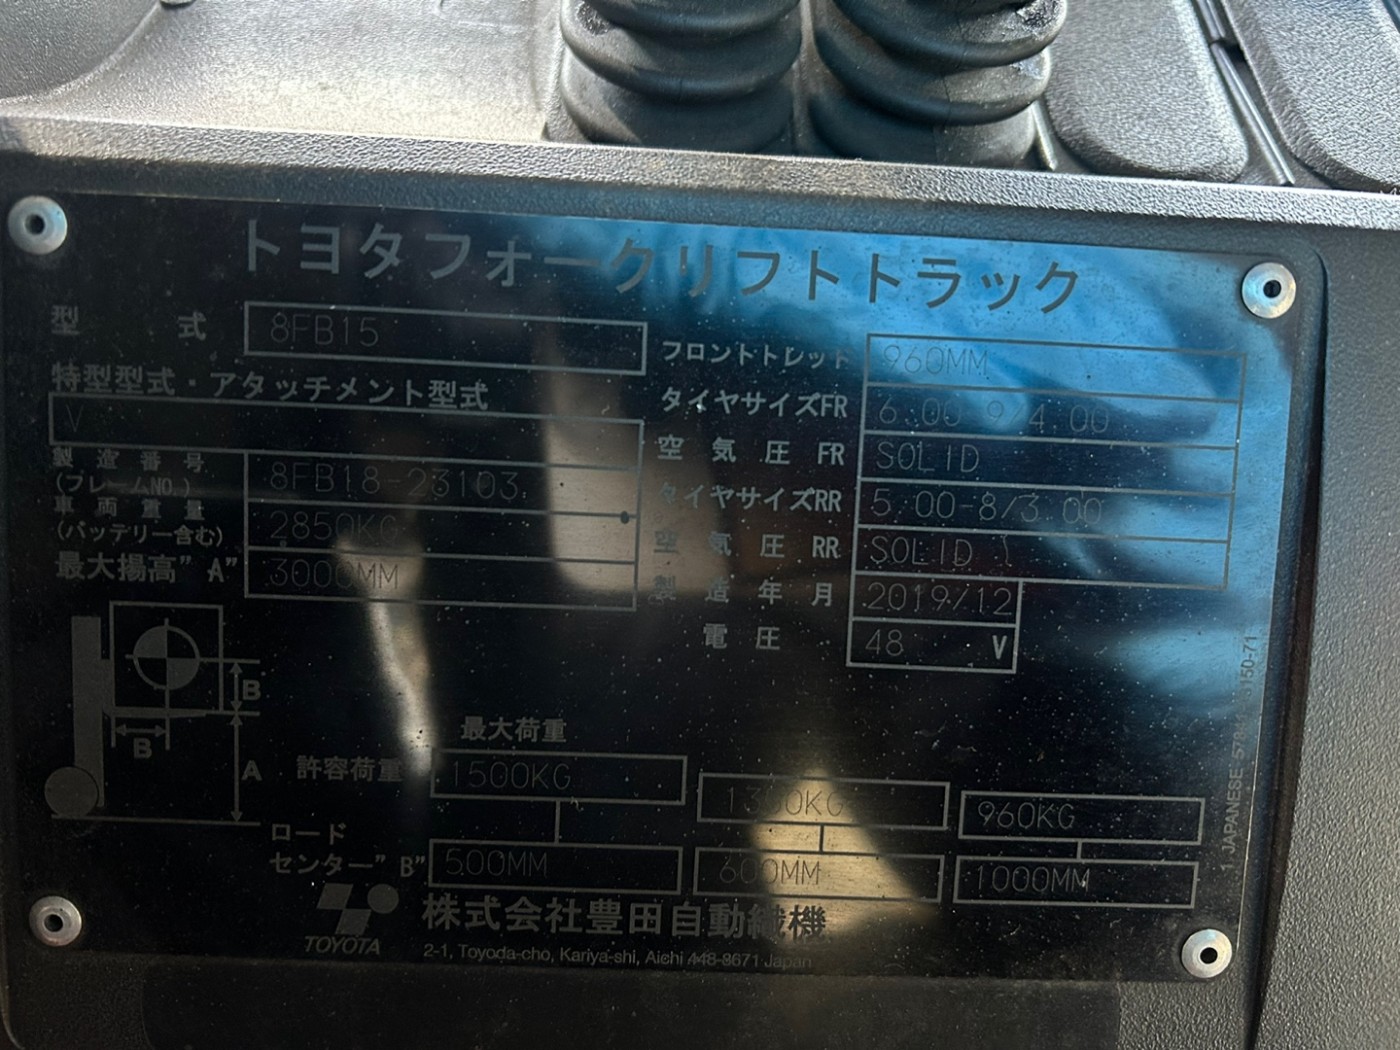 トヨタフォークリフトトラック
型 式 8FB15
特型型式・アタッチメント型式
V
製造番号
(フレームNO.) 8FB18-23103
車両重量
(バッテリー含む) 2850KG
最大揚高"A" 3000MM
フロントトレッド 960MM
タイヤサイズFR 6.00-9/4.00
空気圧 FR SOLID
タイヤサイズRR 5.00-8/3.00
空気圧 RR SOLID
製造年月 2019/12
電圧 48 V
B
B
A
最大荷重
許容荷重 1500KG 1300KG 960KG
ロード
センター"B" 500MM 600MM 1000MM
TOYOTA
株式会社豊田自動織機
2-1, Toyoda-cho, Kariya-shi, Aichi 448-8671 Japan
1 JAPANESE